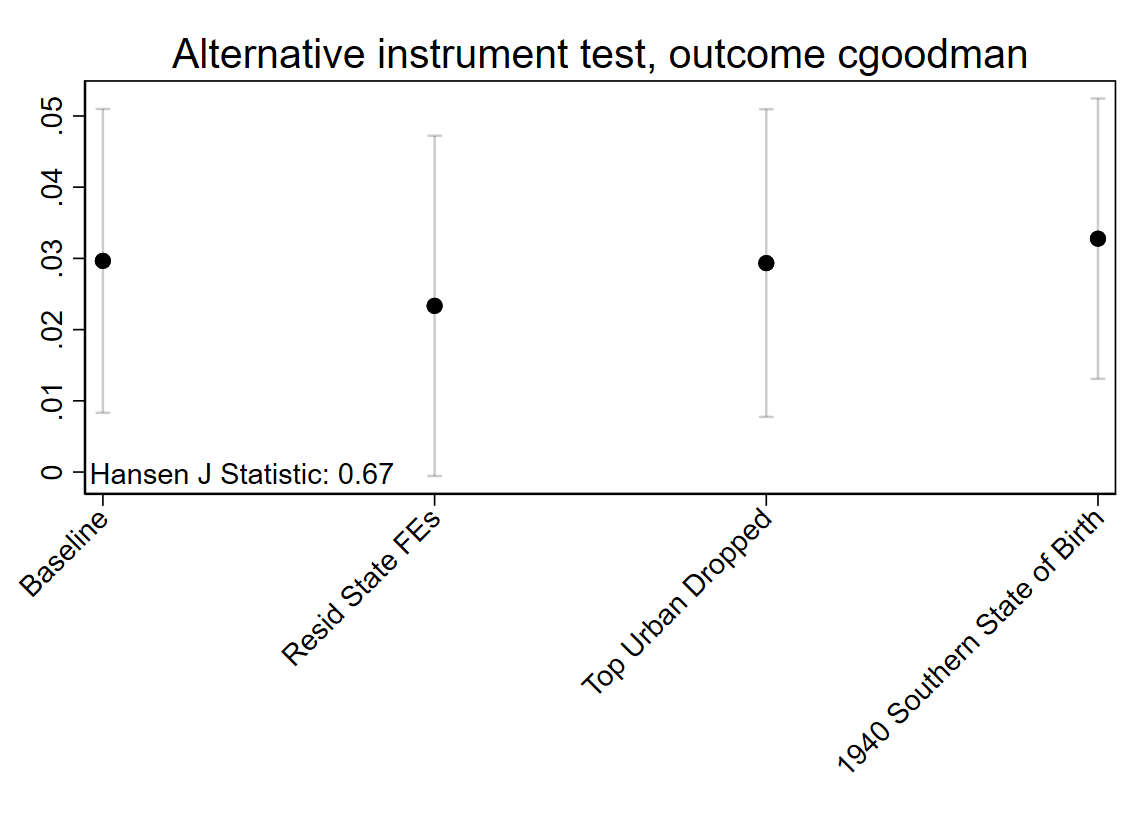 Alternative instrument test, outcome cgoodman
.05
.04
.03
.02
.01
0
Hansen J Statistic: 0.67
Baseline
Resid State FEs
Top Urban Dropped
1940 Southern State of Birth